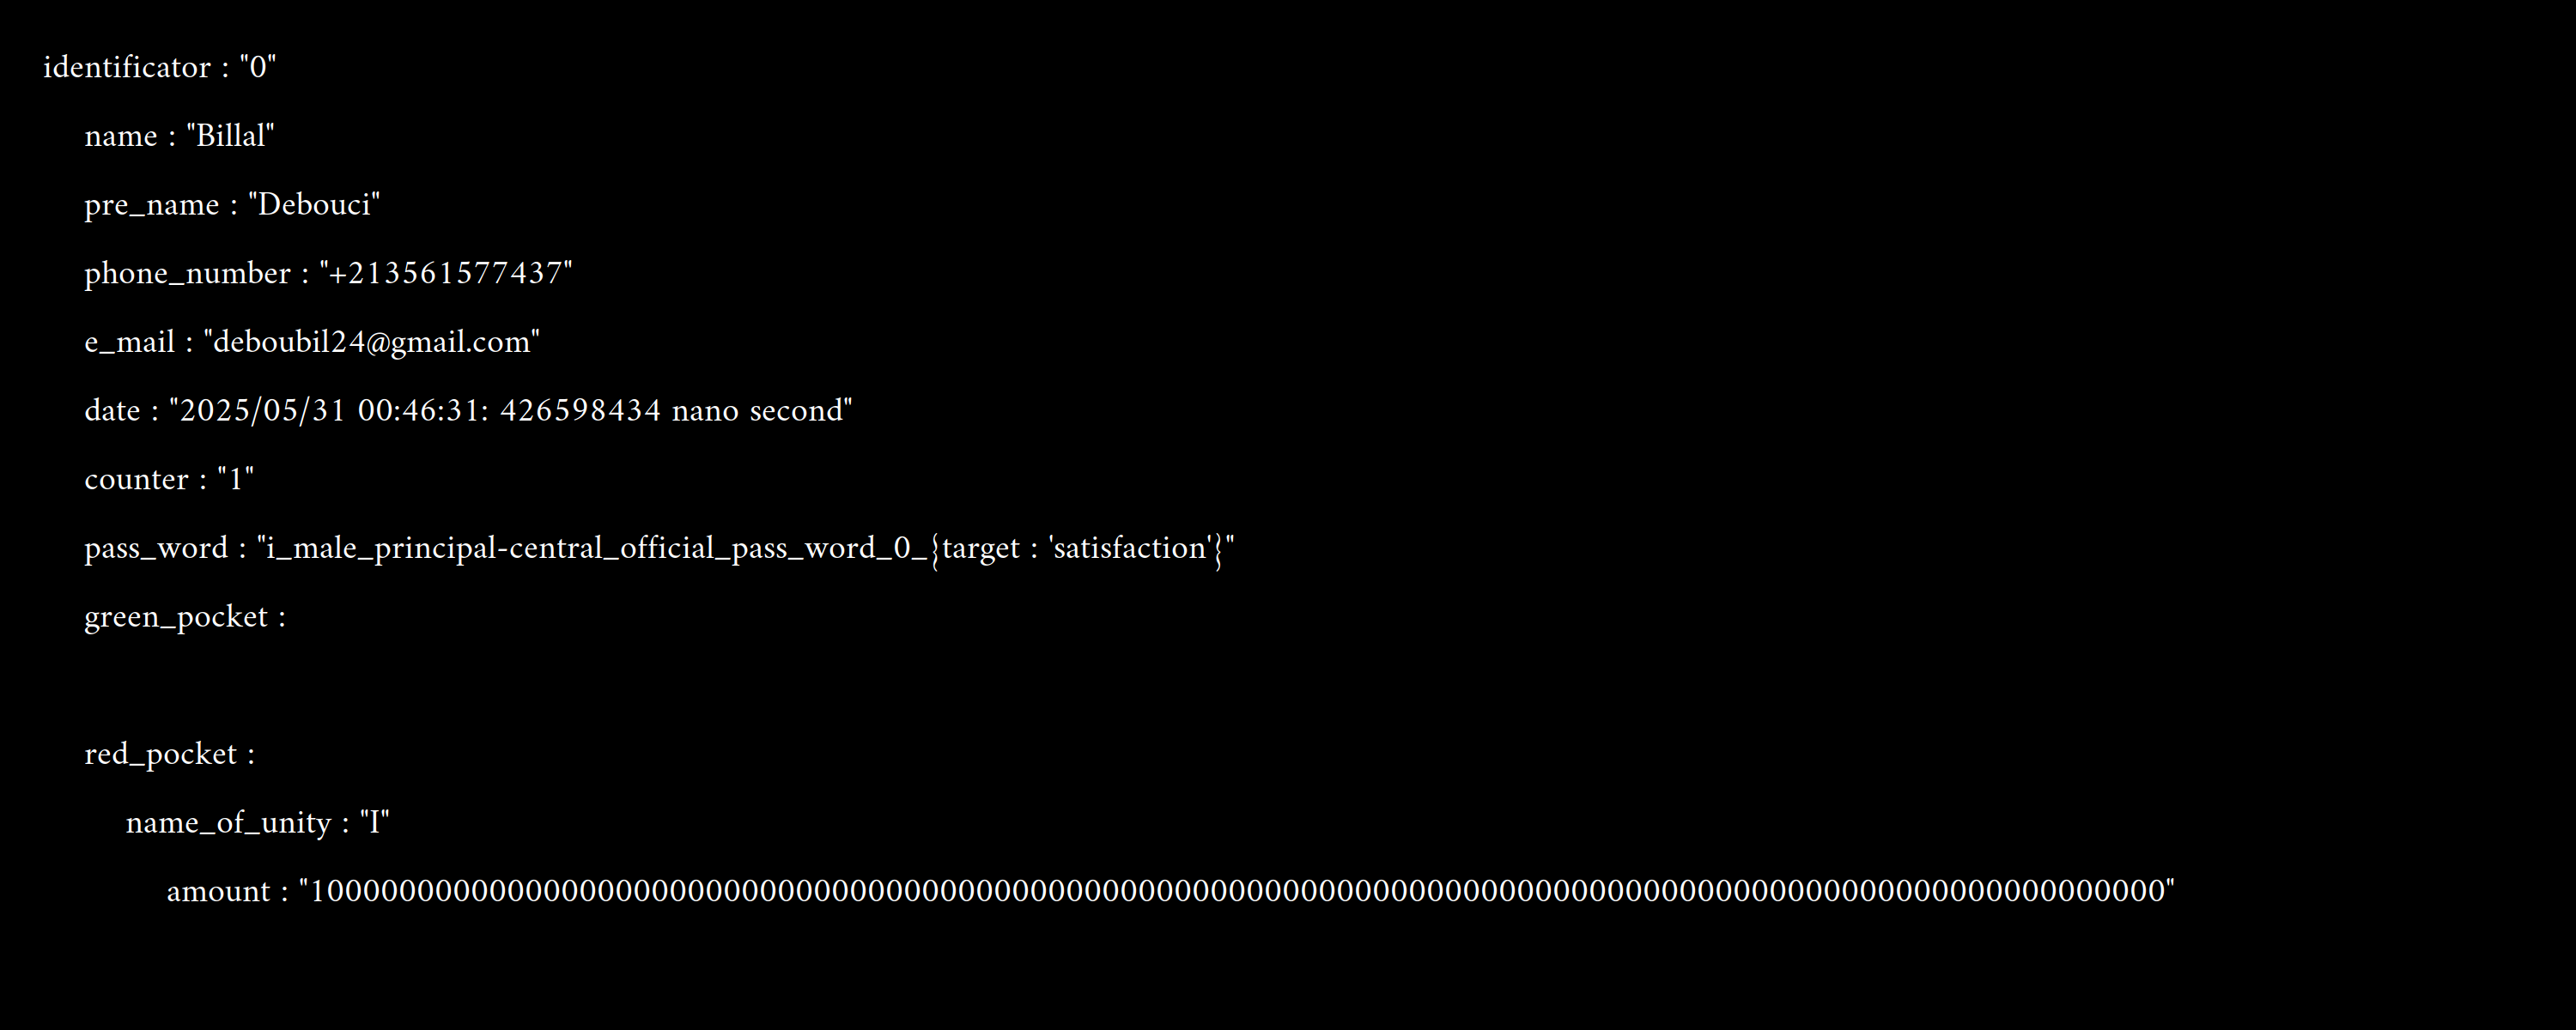 identificator : "0"
name : "Billal"
pre_name : "Debouci"
phone_number : "+213561577437"
e_mail : "deboubil24@gmail.com"
date : "2025/05/31 00:46:31: 426598434 nano second"
counter : "1"
pass_word : "i_male_principal-central_official_pass_word_0_{target : 'satisfaction'}"
green_pocket :
red_pocket :
name_of_unity : "I"
amount : "1000000000000000000000000000000000000000000000000000000000000000000000000000000000000000000000000000000"